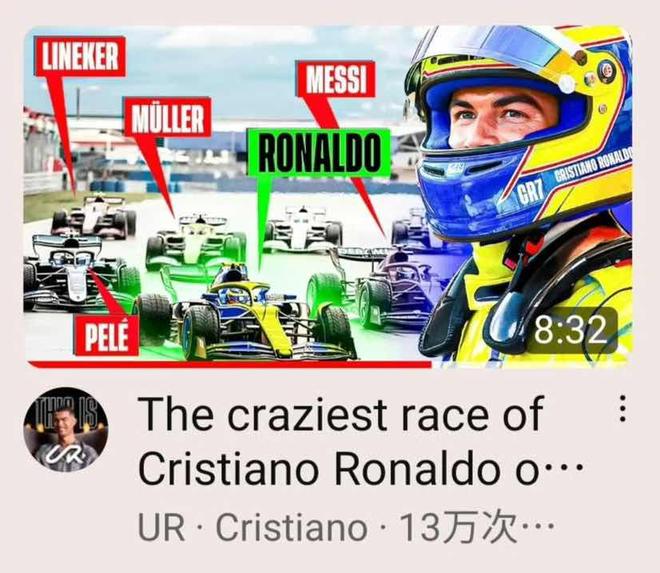 LINEKER
MÜLLER
MESSI
RONALDO
PELÉ
CR7 CRISTIANO RONALDO
8:32
THIS IS
UR
The craziest race of
Cristiano Ronaldo o…
UR · Cristiano · 13万次…